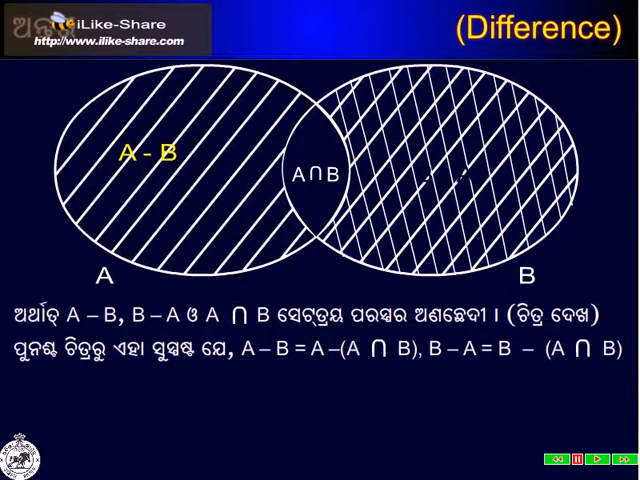 iLike-Share
http://www.ilike-share.com
(Difference)
A - B
A ∩ B
A
B
ଅର୍ଥାତ୍ A – B, B – A ଓ A ∩ B ସେଟ୍‌ତ୍ରୟ ପରସ୍ପର ଅଣଛେଦୀ । (ଚିତ୍ର ଦେଖ)
ପୁନଶ୍ଚ ଚିତ୍ରରୁ ଏହା ସୁସ୍ପଷ୍ଟ ଯେ, A – B = A –(A ∩ B), B – A = B – (A ∩ B)